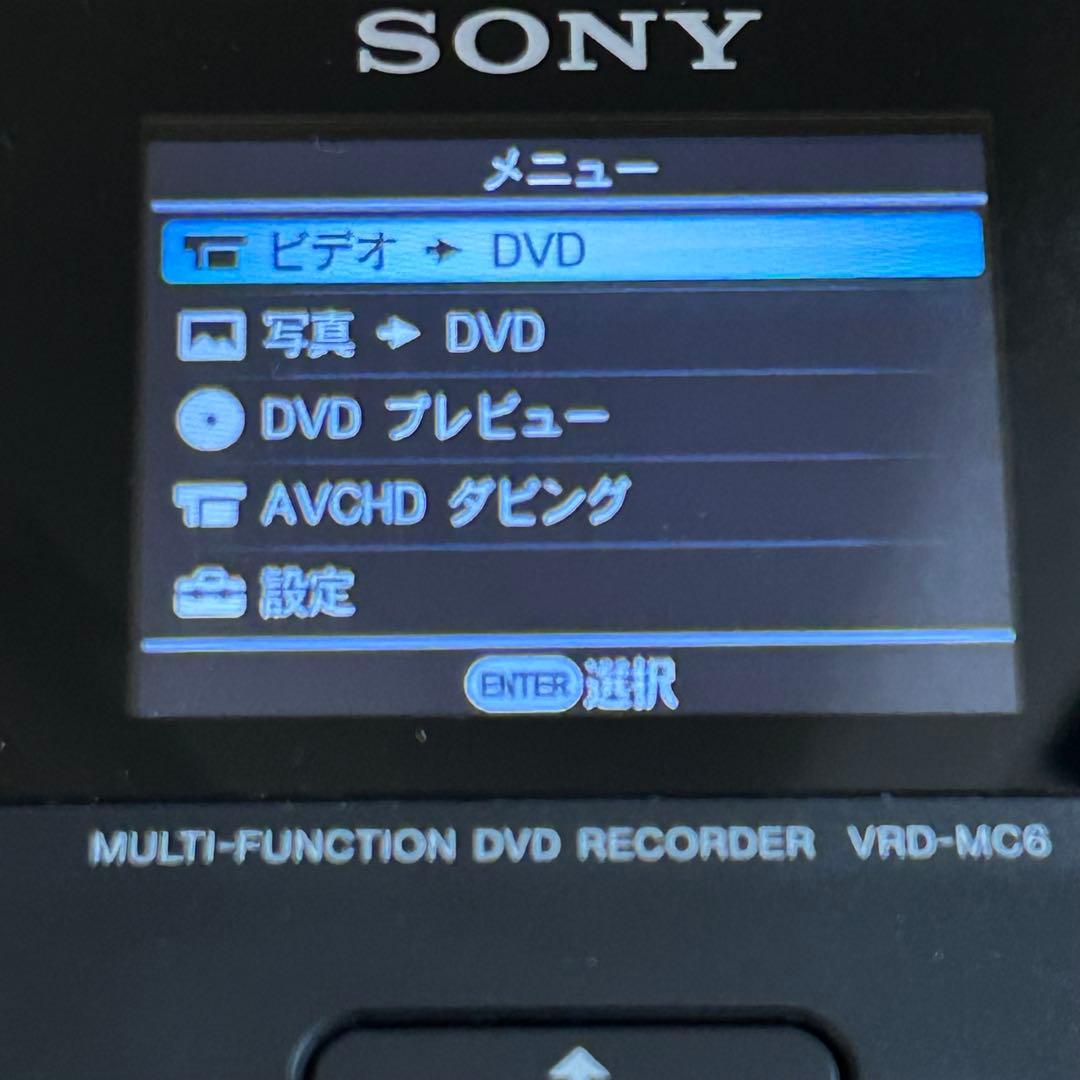 SONY
メニュー
ビデオ → DVD
写真 → DVD
DVD プレビュー
AVCHD ダビング
設定
ENTER 選択
MULTI-FUNCTION DVD RECORDER VRD-MC6